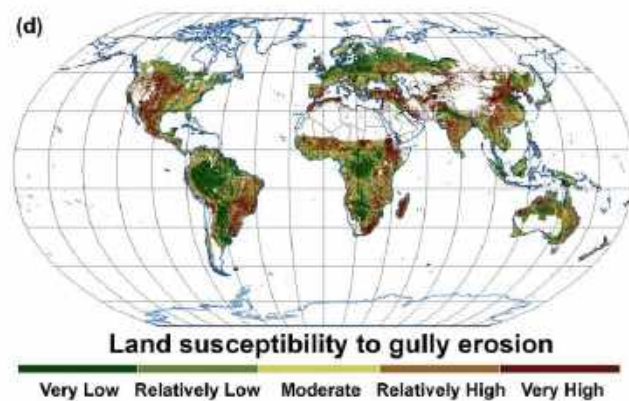 (d)
Land susceptibility to gully erosion
Very Low Relatively Low Moderate Relatively High Very High